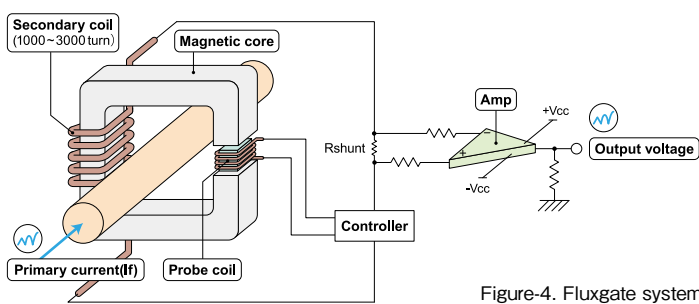 Secondary coil
(1000~3000 turn)
Magnetic core
Amp
+Vcc
Rshunt
−
+
Output voltage
-Vcc
Controller
Primary current(If)
Probe coil
Figure-4. Fluxgate system